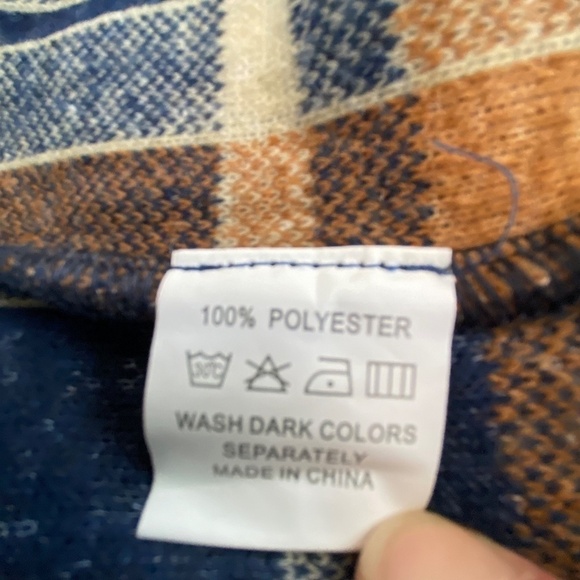 100% POLYESTER
30°C
WASH DARK COLORS
SEPARATELY
MADE IN CHINA